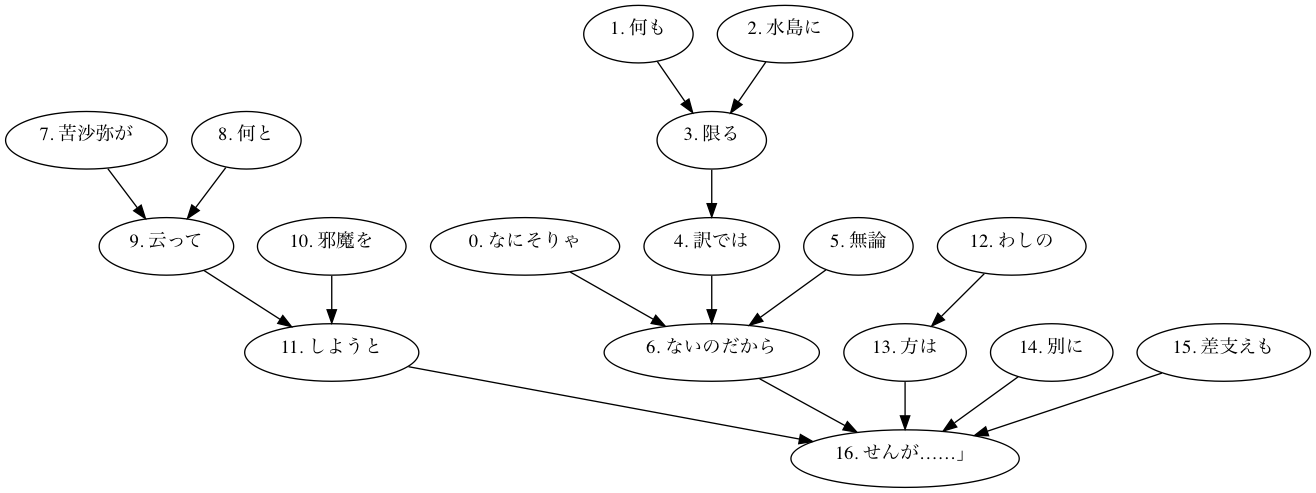 1. 何も
2. 水島に
7. 苦沙弥が
8. 何と
3. 限る
9. 云って
10. 邪魔を
0. なにそりゃ
4. 訳では
5. 無論
12. わしの
11. しようと
6. ないのだから
13. 方は
14. 別に
15. 差支えも
16. せんが……」